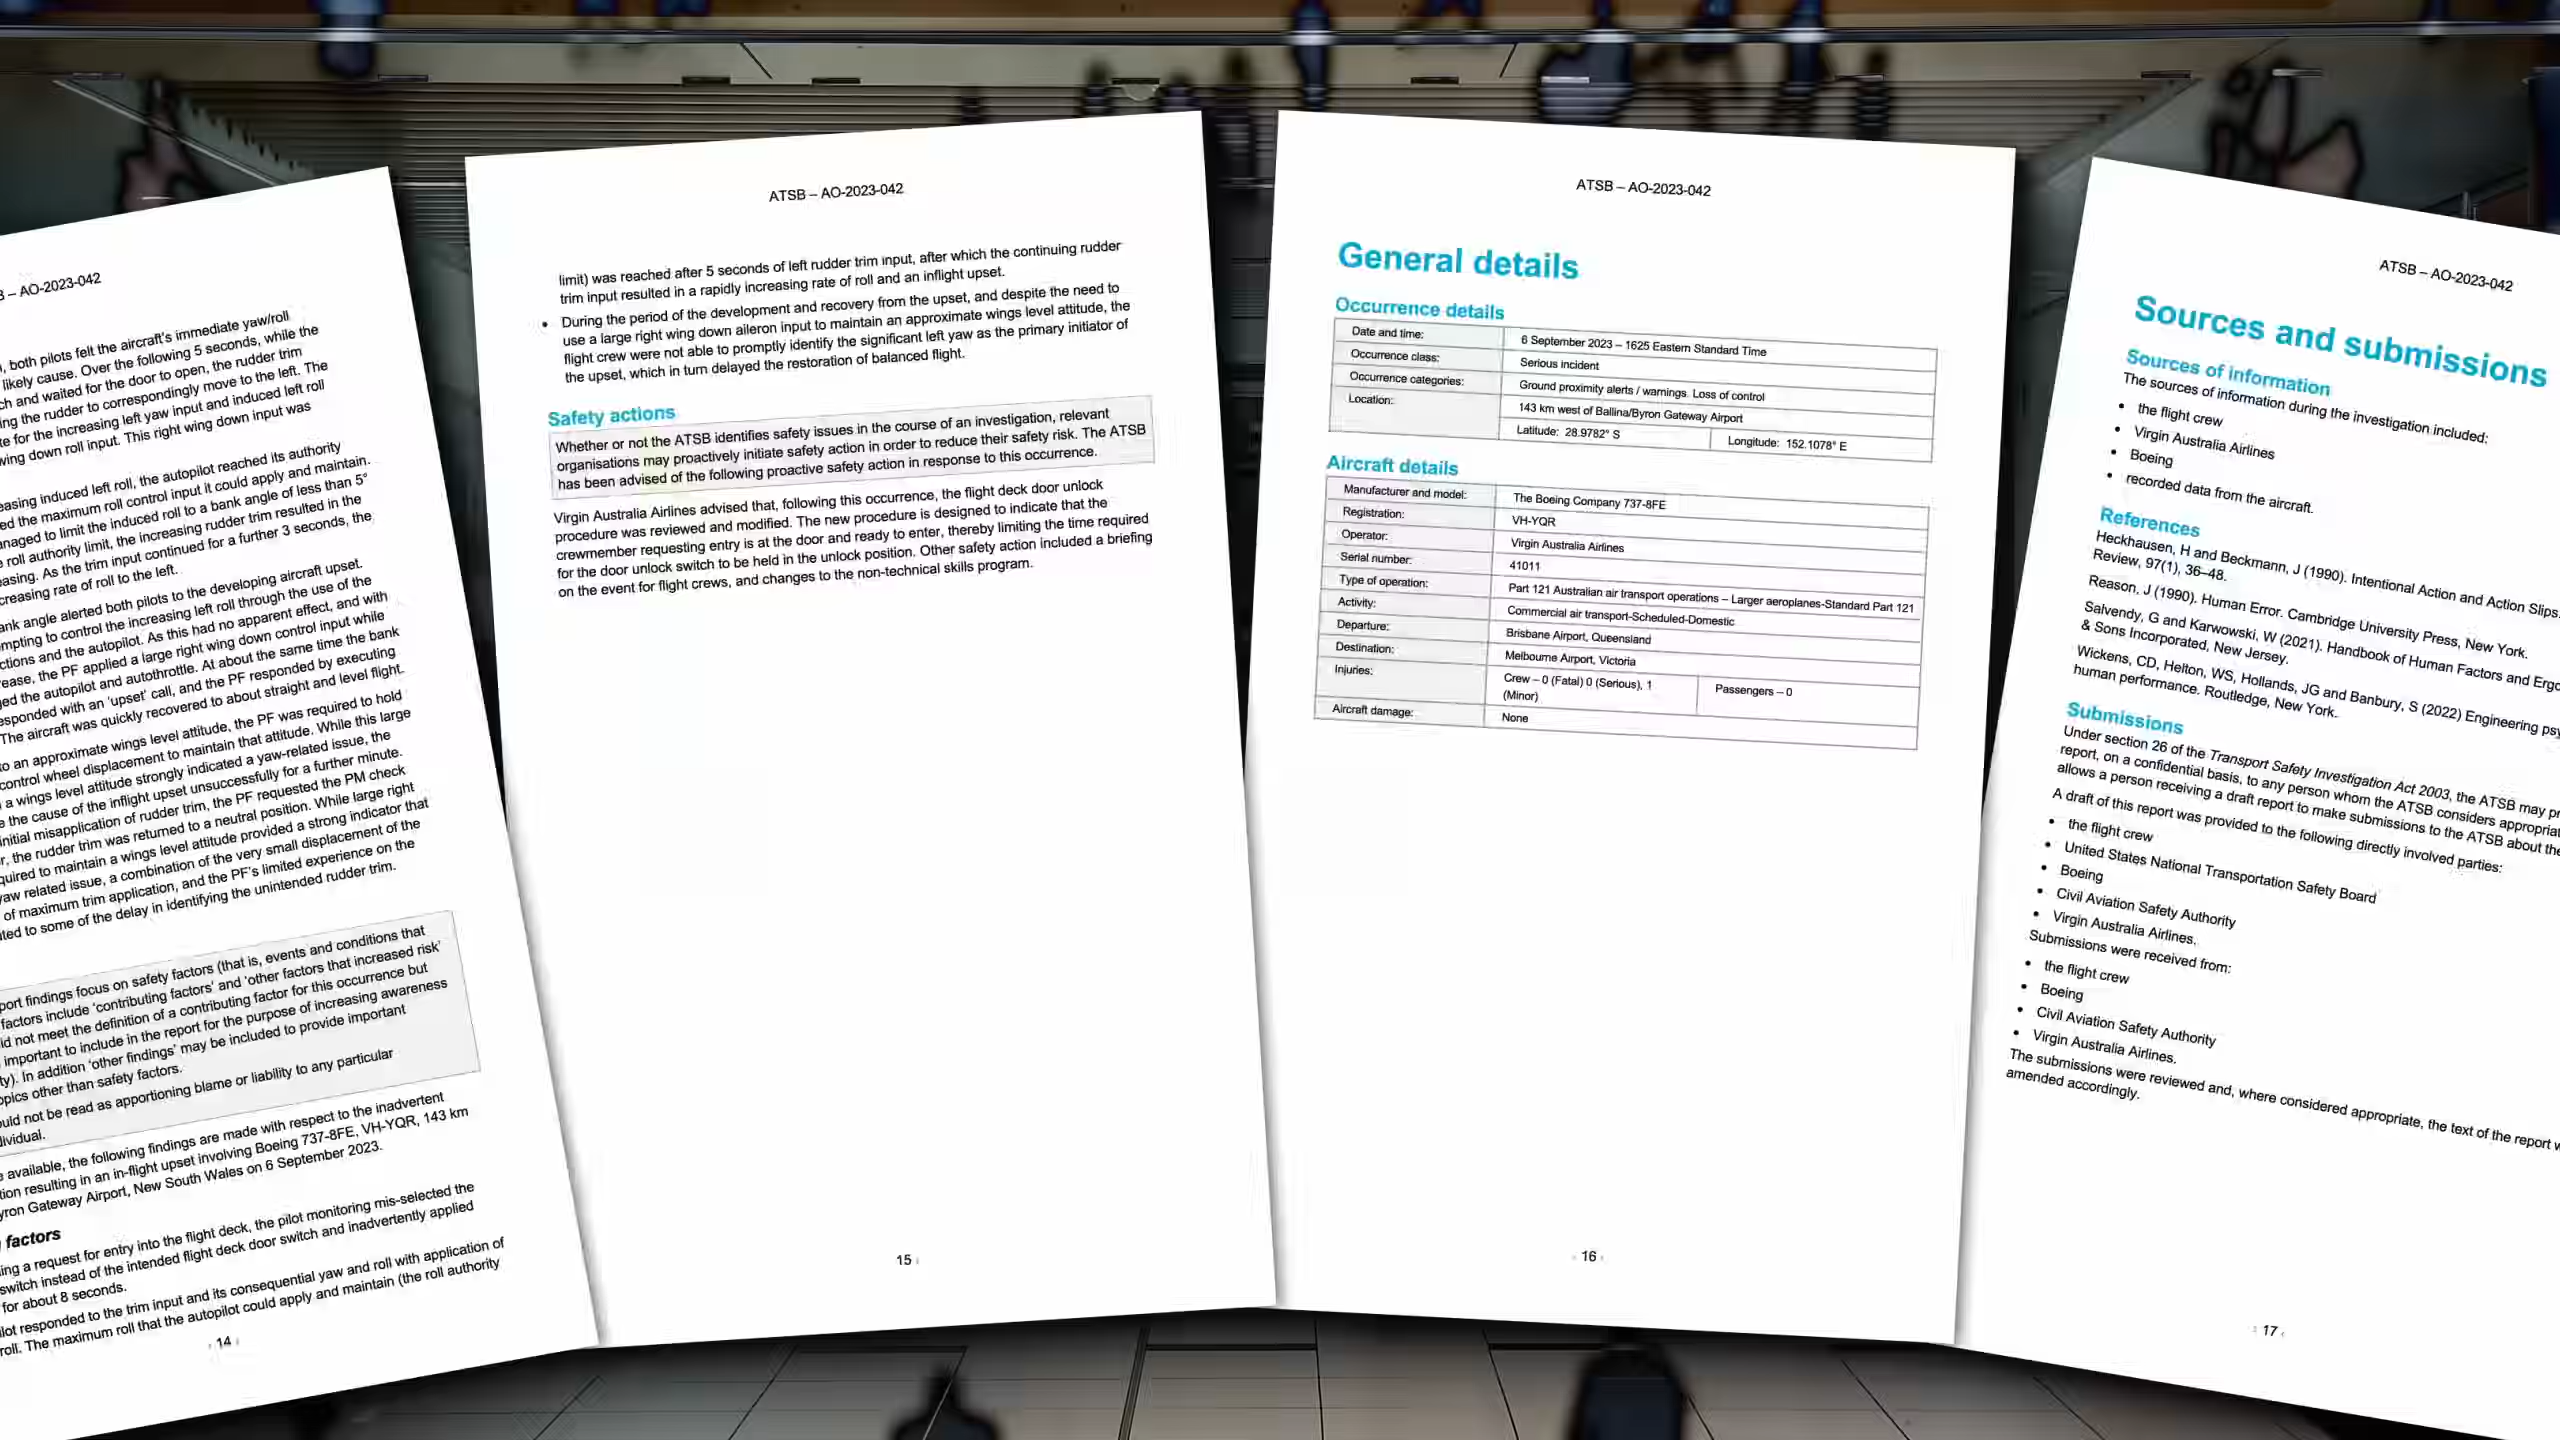 B – AO-2023-042
, both pilots felt the aircraft's immediate yaw/roll
likely cause. Over the following 5 seconds, while the
ch and waited for the door to open, the rudder trim
ing the rudder to correspondingly move to the left. The
te for the increasing left yaw input and induced left roll
wing down roll input. This right wing down input was
easing induced left roll, the autopilot reached its authority
ed the maximum roll control input it could apply and maintain.
anaged to limit the induced roll to a bank angle of less than 5°
e roll authority limit, the increasing rudder trim resulted in the
easing. As the trim input continued for a further 3 seconds, the
creasing rate of roll to the left.
ank angle alerted both pilots to the developing aircraft upset.
mpting to control the increasing left roll through the use of the
ctions and the autopilot. As this had no apparent effect, and with
ease, the PF applied a large right wing down control input while
ged the autopilot and autothrottle. At about the same time the bank
esponded with an 'upset' call, and the PF responded by executing
The aircraft was quickly recovered to about straight and level flight.
to an approximate wings level attitude, the PF was required to hold
control wheel displacement to maintain that attitude. While this large
a wings level attitude strongly indicated a yaw-related issue, the
e the cause of the inflight upset unsuccessfully for a further minute.
initial misapplication of rudder trim, the PF requested the PM check
r, the rudder trim was returned to a neutral position. While large right
quired to maintain a wings level attitude provided a strong indicator that
yaw related issue, a combination of the very small displacement of the
of maximum trim application, and the PF's limited experience on the
ted to some of the delay in identifying the unintended rudder trim.
port findings focus on safety factors (that is, events and conditions that
factors include 'contributing factors' and 'other factors that increased risk'
id not meet the definition of a contributing factor for this occurrence but
important to include in the report for the purpose of increasing awareness
ty). In addition 'other findings' may be included to provide important
opics other than safety factors.
ould not be read as apportioning blame or liability to any particular
dividual.
e available, the following findings are made with respect to the inadvertent
tion resulting in an in-flight upset involving Boeing 737-8FE, VH-YQR, 143 km
yron Gateway Airport, New South Wales on 6 September 2023.
factors
ing a request for entry into the flight deck, the pilot monitoring mis-selected the
switch instead of the intended flight deck door switch and inadvertently applied
for about 8 seconds.
ilot responded to the trim input and its consequential yaw and roll with application of
roll. The maximum roll that the autopilot could apply and maintain (the roll authority
14
ATSB – AO-2023-042
limit) was reached after 5 seconds of left rudder trim input, after which the continuing rudder
trim input resulted in a rapidly increasing rate of roll and an inflight upset.
• During the period of the development and recovery from the upset, and despite the need to
use a large right wing down aileron input to maintain an approximate wings level attitude, the
flight crew were not able to promptly identify the significant left yaw as the primary initiator of
the upset, which in turn delayed the restoration of balanced flight.
Safety actions
Whether or not the ATSB identifies safety issues in the course of an investigation, relevant
organisations may proactively initiate safety action in order to reduce their safety risk. The ATSB
has been advised of the following proactive safety action in response to this occurrence.
Virgin Australia Airlines advised that, following this occurrence, the flight deck door unlock
procedure was reviewed and modified. The new procedure is designed to indicate that the
crewmember requesting entry is at the door and ready to enter, thereby limiting the time required
for the door unlock switch to be held in the unlock position. Other safety action included a briefing
on the event for flight crews, and changes to the non-technical skills program.
15
ATSB – AO-2023-042
General details
Occurrence details
Date and time: 6 September 2023 – 1625 Eastern Standard Time
Occurrence class: Serious incident
Occurrence categories: Ground proximity alerts / warnings. Loss of control
Location: 143 km west of Ballina/Byron Gateway Airport
Latitude: 28.9782° S Longitude: 152.1078° E
Aircraft details
Manufacturer and model: The Boeing Company 737-8FE
Registration: VH-YQR
Operator: Virgin Australia Airlines
Serial number: 41011
Type of operation: Part 121 Australian air transport operations – Larger aeroplanes-Standard Part 121
Activity: Commercial air transport-Scheduled-Domestic
Departure: Brisbane Airport, Queensland
Destination: Melbourne Airport, Victoria
Injuries: Crew – 0 (Fatal) 0 (Serious), 1 Passengers – 0
(Minor)
Aircraft damage: None
16
ATSB – AO-2023-042
Sources and submissions
Sources of information
The sources of information during the investigation included:
• the flight crew
• Virgin Australia Airlines
• Boeing
• recorded data from the aircraft.
References
Heckhausen, H and Beckmann, J (1990). Intentional Action and Action Slips.
Review, 97(1), 36–48.
Reason, J (1990). Human Error. Cambridge University Press, New York.
Salvendy, G and Karwowski, W (2021). Handbook of Human Factors and Ergo
& Sons Incorporated, New Jersey.
Wickens, CD, Helton, WS, Hollands, JG and Banbury, S (2022) Engineering psy
human performance. Routledge, New York.
Submissions
Under section 26 of the Transport Safety Investigation Act 2003, the ATSB may pr
report, on a confidential basis, to any person whom the ATSB considers appropriat
allows a person receiving a draft report to make submissions to the ATSB about the
A draft of this report was provided to the following directly involved parties:
• the flight crew
• United States National Transportation Safety Board
• Boeing
• Civil Aviation Safety Authority
• Virgin Australia Airlines.
Submissions were received from:
• the flight crew
• Boeing
• Civil Aviation Safety Authority
• Virgin Australia Airlines.
The submissions were reviewed and, where considered appropriate, the text of the report w
amended accordingly.
17